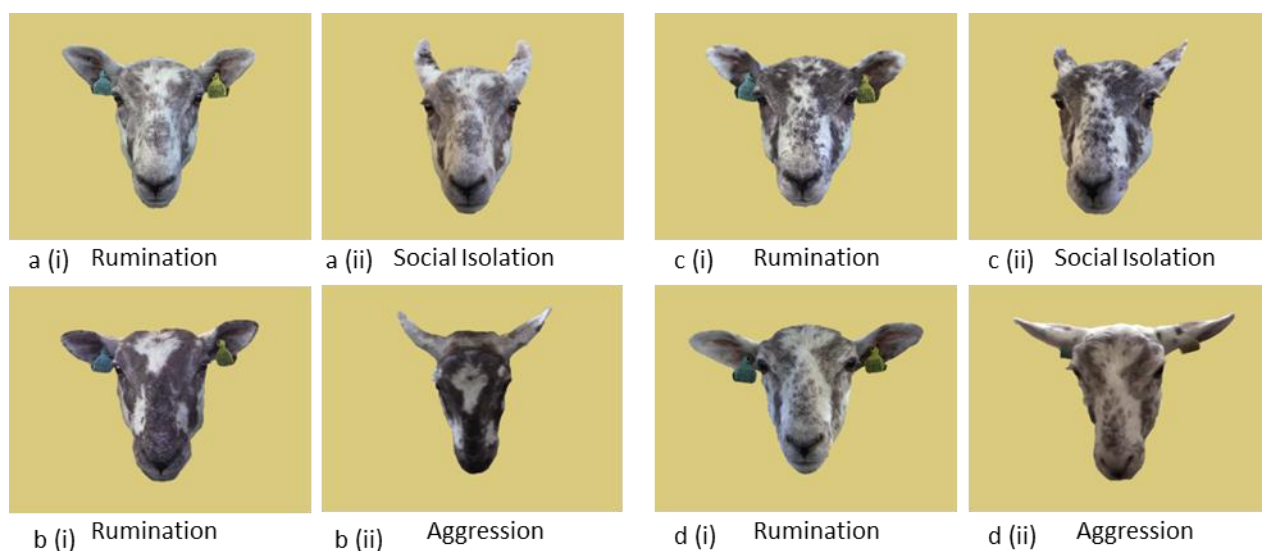 a (i) Rumination
a (ii) Social Isolation
c (i) Rumination
c (ii) Social Isolation
b (i) Rumination
b (ii) Aggression
d (i) Rumination
d (ii) Aggression